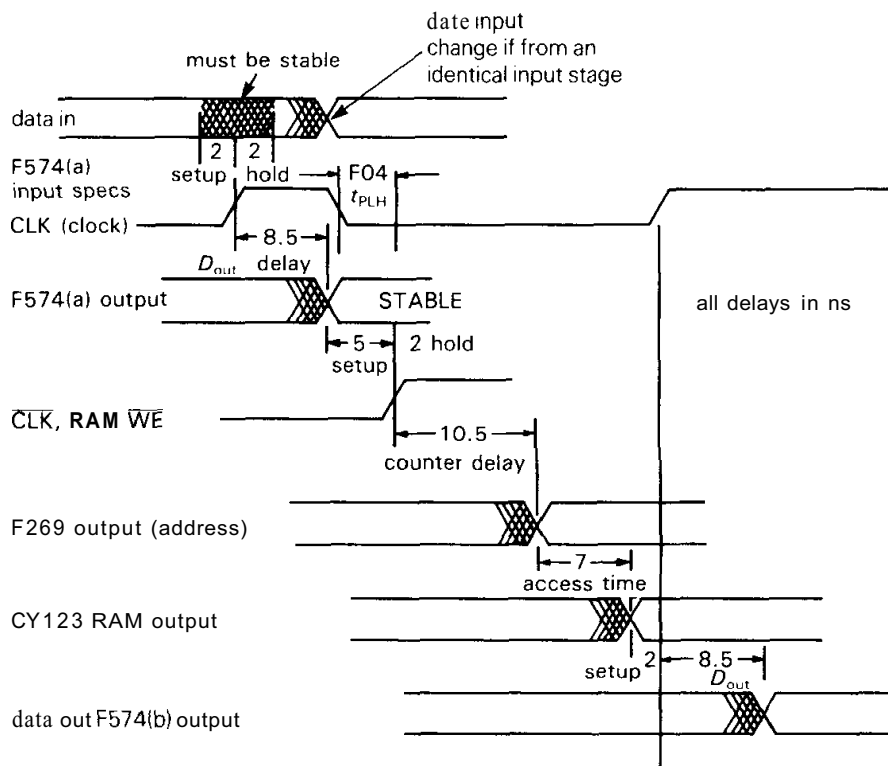 date input
change if from an
identical input stage
must be stable
data in
2 2
setup hold
F04
tPLH
F574(a)
input specs
CLK (clock)
8.5
Dout delay
F574(a) output
STABLE
all delays in ns
5
setup
2 hold
CLK, RAM WE
10.5
counter delay
F269 output (address)
7
access time
CY123 RAM output
setup 2
8.5
Dout
data out F574(b) output